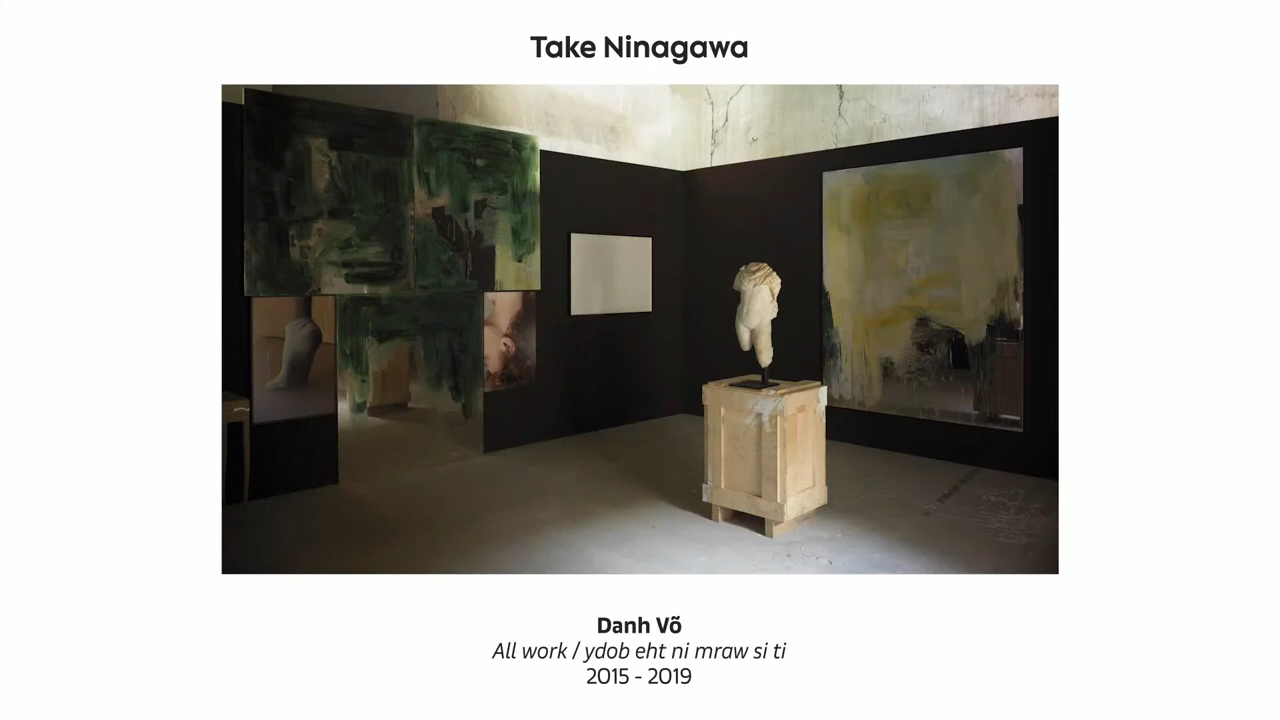 Take Ninagawa
Danh Võ
All work / ydob eht ni mraw si ti
2015 - 2019